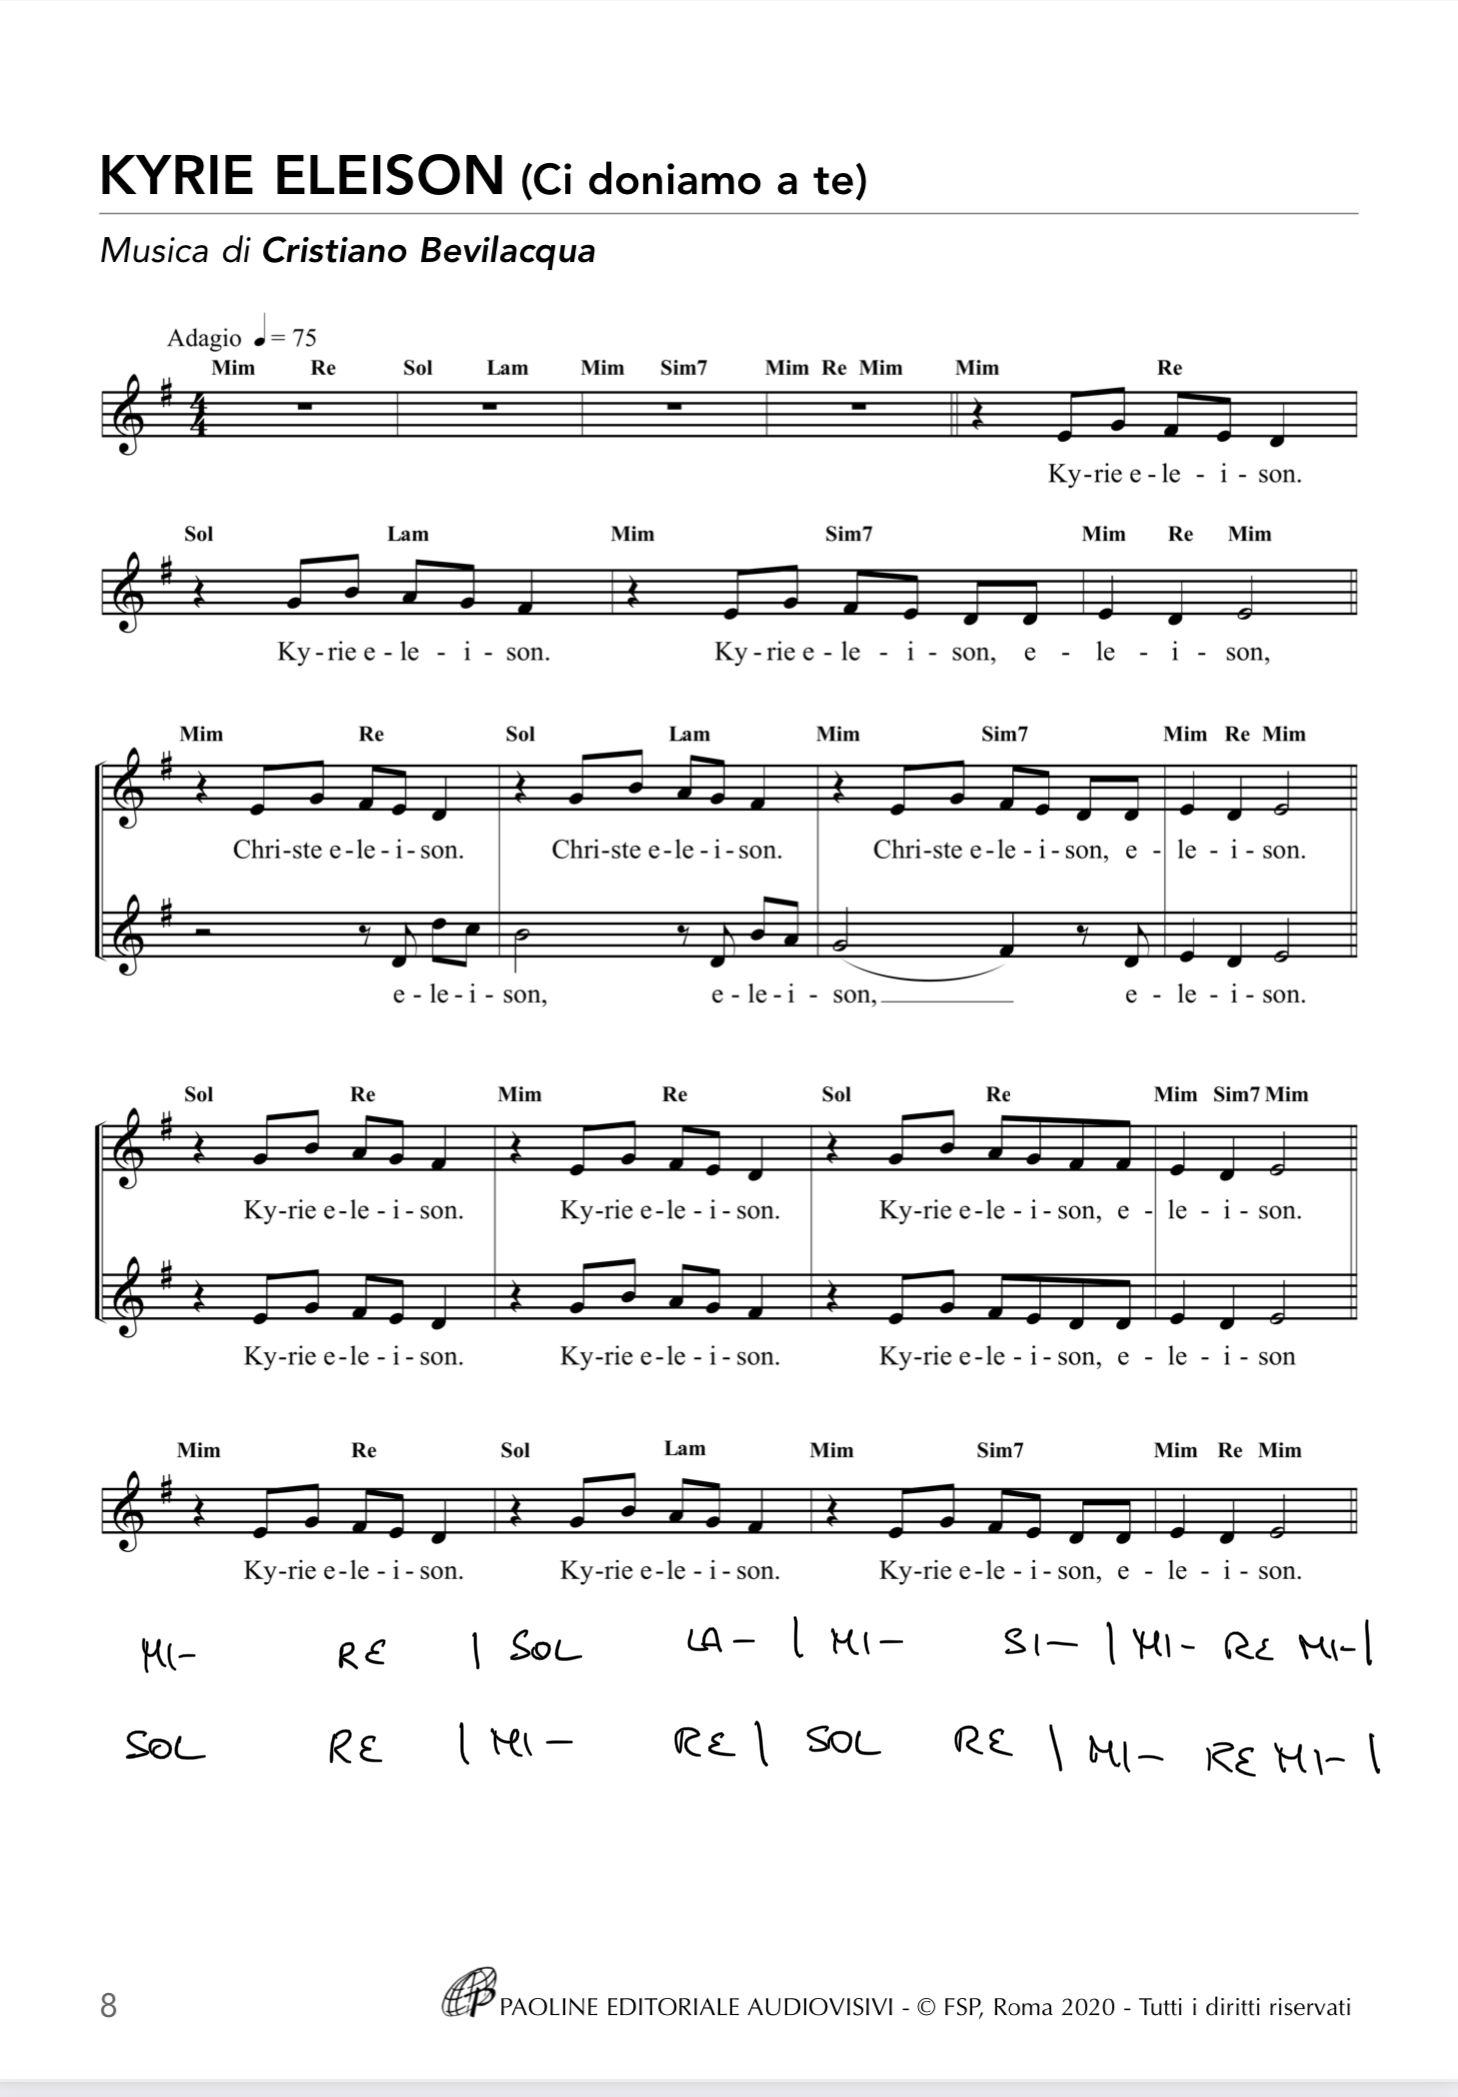 KYRIE ELEISON (Ci doniamo a te)
Musica di Cristiano Bevilacqua
Adagio ♩= 75
Mim Re Sol Lam Mim Sim7 Mim Re Mim Mim Re
4
4
Ky-rie e - le - i - son.
Sol Lam Mim Sim7 Mim Re Mim
Ky - rie e - le - i - son. Ky - rie e - le - i - son, e - le - i - son,
Mim Re Sol Lam Mim Sim7 Mim Re Mim
Chri-ste e - le - i - son. Chri-ste e - le - i - son. Chri-ste e - le - i - son, e - le - i - son.
e - le - i - son, e - le - i - son, e - le - i - son.
Sol Re Mim Re Sol Re Mim Sim7 Mim
Ky-rie e - le - i - son. Ky-rie e - le - i - son. Ky-rie e - le - i - son, e - le - i - son.
Ky-rie e - le - i - son. Ky-rie e - le - i - son. Ky-rie e - le - i - son, e - le - i - son
Mim Re Sol Lam Mim Sim7 Mim Re Mim
Ky-rie e - le - i - son. Ky-rie e - le - i - son. Ky-rie e - le - i - son, e - le - i - son.
MI- RE | SOL LA- | MI- SI- | MI- RE MI- |
SOL RE | MI- RE | SOL RE | MI- RE MI- |
8 PAOLINE EDITORIALE AUDIOVISIVI - © FSP, Roma 2020 - Tutti i diritti riservati